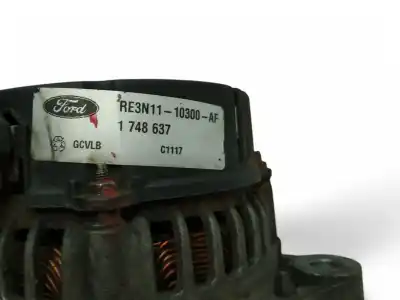 Ford
RE3N11-10300-AF
1 748 637
GCVLB
C1117